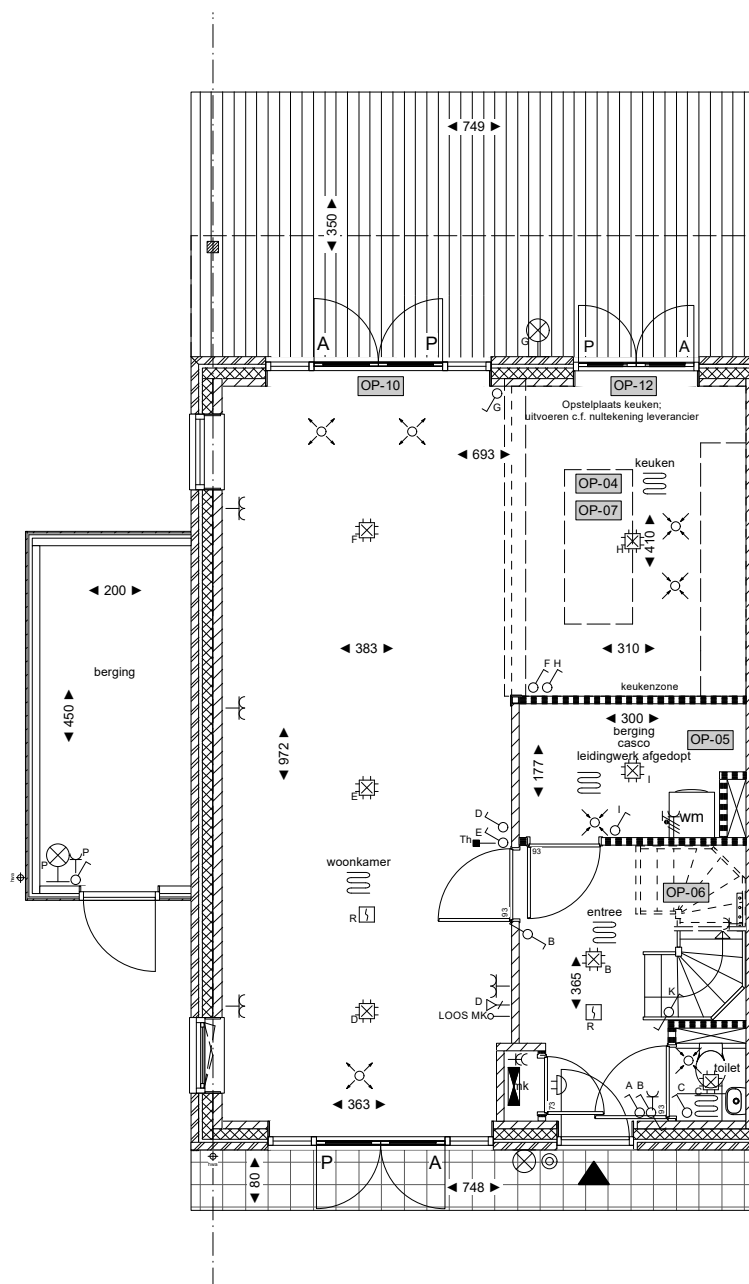 749
350
A P
P A
G
OP-10
OP-12
G
Opstelplaats keuken;
uitvoeren c.f. nultekening leverancier
693
keuken
OP-04
OP-07
F
H
410
200
383
310
berging
450
F H
keukenzone
300
berging
casco
leidingwerk afgedopt
OP-05
972
177
I
E
D
I
wm
E
Th
P
P
93
woonkamer
OP-06
hwa
R
93
entree
B
B
365
D
D
K
LOOS MK
R
toilet
mk
363
73
A B
C
93
P A
hwa
80
748